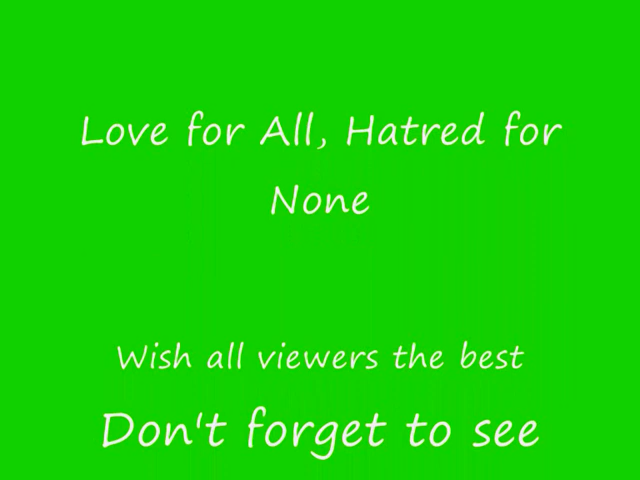 Love for All, Hatred for
None
Wish all viewers the best
Don't forget to see